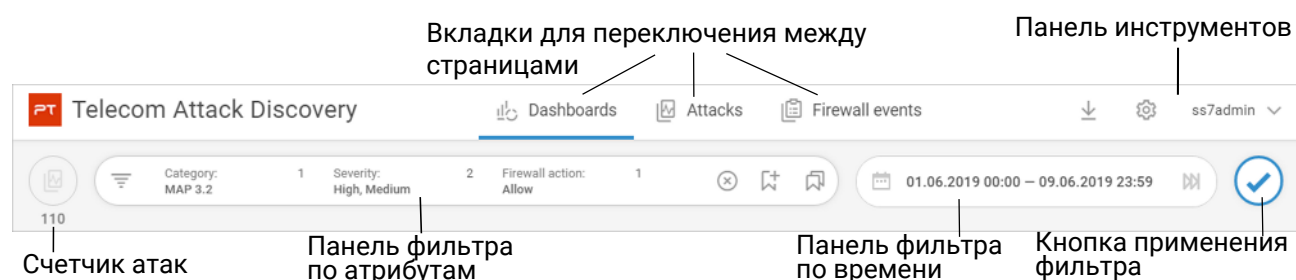 Вкладки для переключения между
страницами
Панель инструментов
PT Telecom Attack Discovery
Dashboards
Attacks
Firewall events
ss7admin
Category: 1
MAP 3.2
Severity: 2
High, Medium
Firewall action: 1
Allow
01.06.2019 00:00 – 09.06.2019 23:59
110
Счетчик атак
Панель фильтра
по атрибутам
Панель фильтра
по времени
Кнопка применения
фильтра